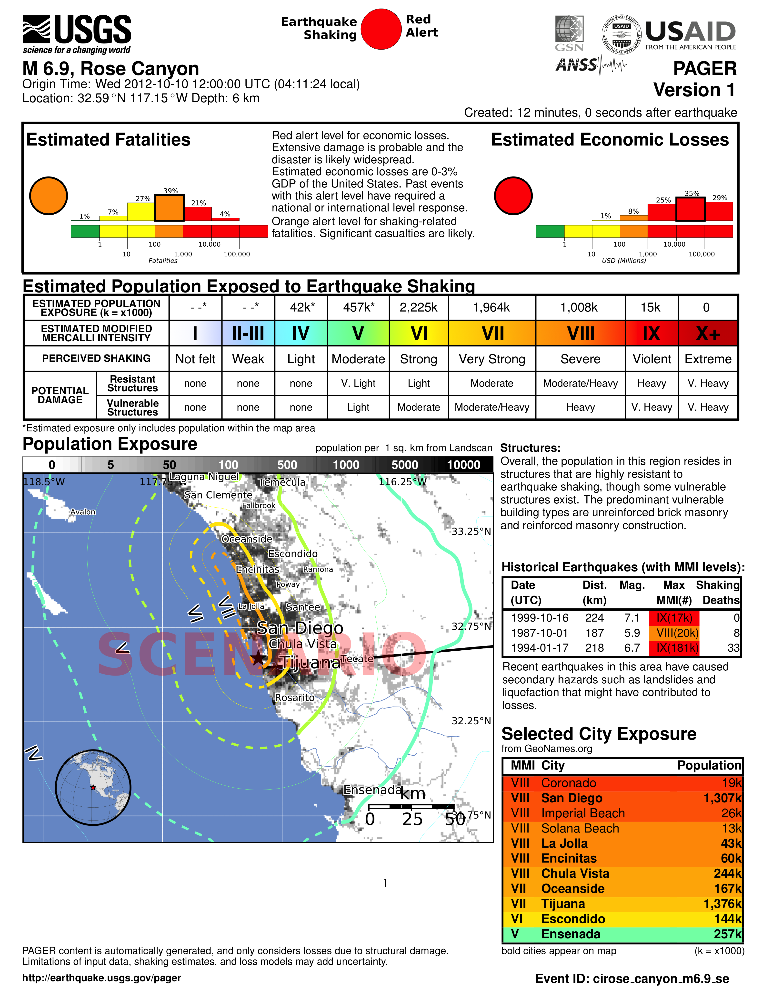 USGS
science for a changing world
Earthquake Shaking
Red Alert
GSN
UNITED STATES AGENCY
USAID
INTERNATIONAL DEVELOPMENT
USAID
FROM THE AMERICAN PEOPLE
ANSS
M 6.9, Rose Canyon
Origin Time: Wed 2012-10-10 12:00:00 UTC (04:11:24 local)
Location: 32.59°N 117.15°W Depth: 6 km
PAGER
Version 1
Created: 12 minutes, 0 seconds after earthquake
Estimated Fatalities
1% 7% 27% 39% 21% 4%
1 100 10,000
10 1,000 100,000
Fatalities
Red alert level for economic losses.
Extensive damage is probable and the
disaster is likely widespread.
Estimated economic losses are 0-3%
GDP of the United States. Past events
with this alert level have required a
national or international level response.
Orange alert level for shaking-related
fatalities. Significant casualties are likely.
Estimated Economic Losses
1% 8% 25% 35% 29%
1 100 10,000
10 1,000 100,000
USD (Millions)
Estimated Population Exposed to Earthquake Shaking
ESTIMATED POPULATION EXPOSURE (k = x1000) - -* - -* 42k* 457k* 2,225k 1,964k 1,008k 15k 0
ESTIMATED MODIFIED MERCALLI INTENSITY I II-III IV V VI VII VIII IX X+
PERCEIVED SHAKING Not felt Weak Light Moderate Strong Very Strong Severe Violent Extreme
POTENTIAL DAMAGE
Resistant Structures none none none V. Light Light Moderate Moderate/Heavy Heavy V. Heavy
Vulnerable Structures none none none Light Moderate Moderate/Heavy Heavy V. Heavy V. Heavy
*Estimated exposure only includes population within the map area
Population Exposure
population per 1 sq. km from Landscan
0 5 50 100 500 1000 5000 10000
118.5°W 117.75°W 116.25°W
Laguna Niguel
Temecula
San Clemente
Fallbrook
Avalon
33.25°N
Oceanside
Escondido
Encinitas
Ramona
Poway
La Jolla
Santee
VI
VII
San Diego
32.75°N
Chula Vista
V
SCENARIO
Tijuana
Tecate
Rosarito
32.25°N
IV
Ensenada
km
0 25 50
31.75°N
Structures:
Overall, the population in this region resides in
structures that are highly resistant to
earthquake shaking, though some vulnerable
structures exist. The predominant vulnerable
building types are unreinforced brick masonry
and reinforced masonry construction.
Historical Earthquakes (with MMI levels):
Date Dist. Mag. Max Shaking
(UTC) (km) MMI(#) Deaths
1999-10-16 224 7.1 IX(17k) 0
1987-10-01 187 5.9 VIII(20k) 8
1994-01-17 218 6.7 IX(181k) 33
Recent earthquakes in this area have caused
secondary hazards such as landslides and
liquefaction that might have contributed to
losses.
Selected City Exposure
from GeoNames.org
MMI City Population
VIII Coronado 19k
VIII San Diego 1,307k
VIII Imperial Beach 26k
VIII Solana Beach 13k
VIII La Jolla 43k
VIII Encinitas 60k
VIII Chula Vista 244k
VII Oceanside 167k
VII Tijuana 1,376k
VI Escondido 144k
V Ensenada 257k
bold cities appear on map (k = x1000)
1
PAGER content is automatically generated, and only considers losses due to structural damage.
Limitations of input data, shaking estimates, and loss models may add uncertainty.
http://earthquake.usgs.gov/pager
Event ID: cirose_canyon_m6.9_se